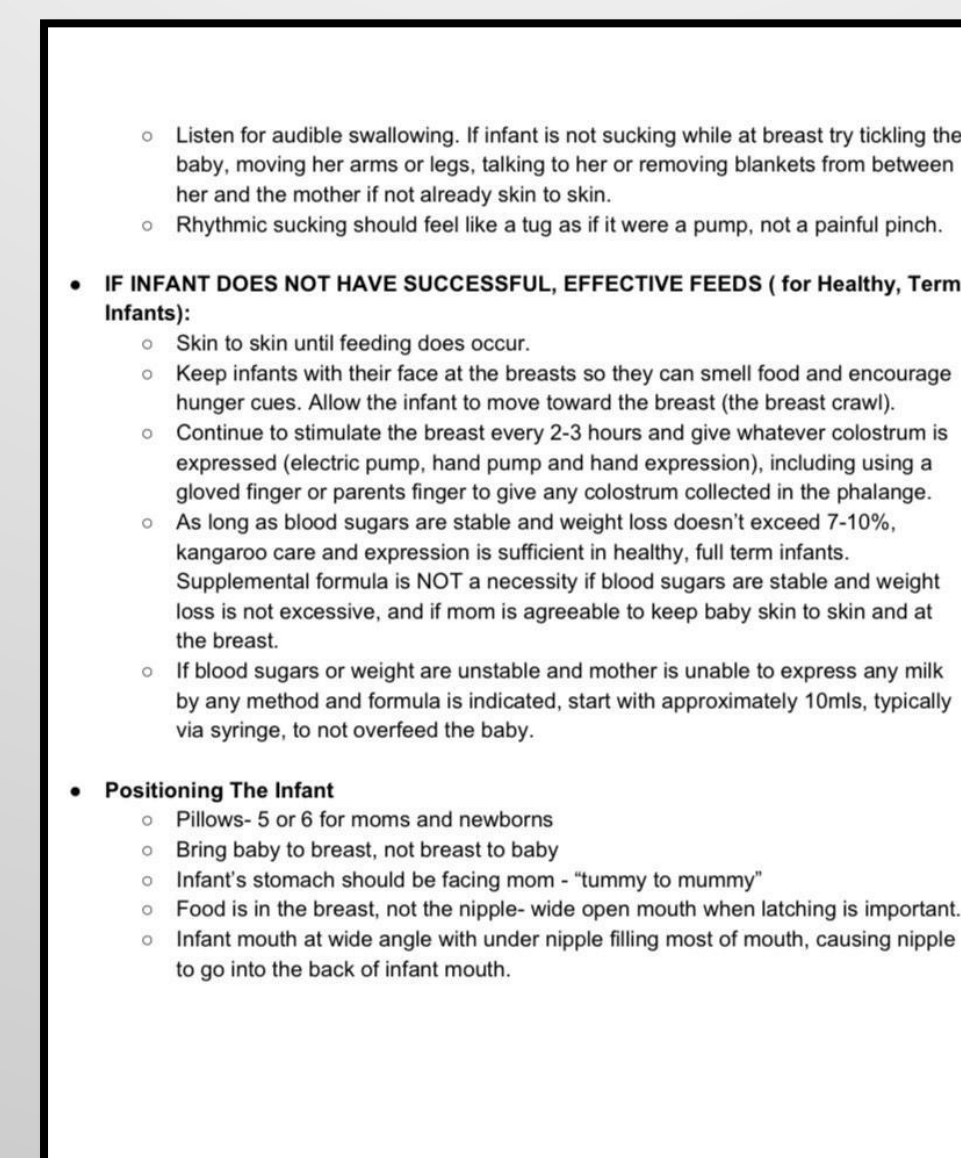 ○ Listen for audible swallowing. If infant is not sucking while at breast try tickling the
baby, moving her arms or legs, talking to her or removing blankets from between
her and the mother if not already skin to skin.
○ Rhythmic sucking should feel like a tug as if it were a pump, not a painful pinch.
● IF INFANT DOES NOT HAVE SUCCESSFUL, EFFECTIVE FEEDS ( for Healthy, Term
Infants):
○ Skin to skin until feeding does occur.
○ Keep infants with their face at the breasts so they can smell food and encourage
hunger cues. Allow the infant to move toward the breast (the breast crawl).
○ Continue to stimulate the breast every 2-3 hours and give whatever colostrum is
expressed (electric pump, hand pump and hand expression), including using a
gloved finger or parents finger to give any colostrum collected in the phalange.
○ As long as blood sugars are stable and weight loss doesn’t exceed 7-10%,
kangaroo care and expression is sufficient in healthy, full term infants.
Supplemental formula is NOT a necessity if blood sugars are stable and weight
loss is not excessive, and if mom is agreeable to keep baby skin to skin and at
the breast.
○ If blood sugars or weight are unstable and mother is unable to express any milk
by any method and formula is indicated, start with approximately 10mls, typically
via syringe, to not overfeed the baby.
● Positioning The Infant
○ Pillows- 5 or 6 for moms and newborns
○ Bring baby to breast, not breast to baby
○ Infant’s stomach should be facing mom - “tummy to mummy”
○ Food is in the breast, not the nipple- wide open mouth when latching is important.
○ Infant mouth at wide angle with under nipple filling most of mouth, causing nipple
to go into the back of infant mouth.